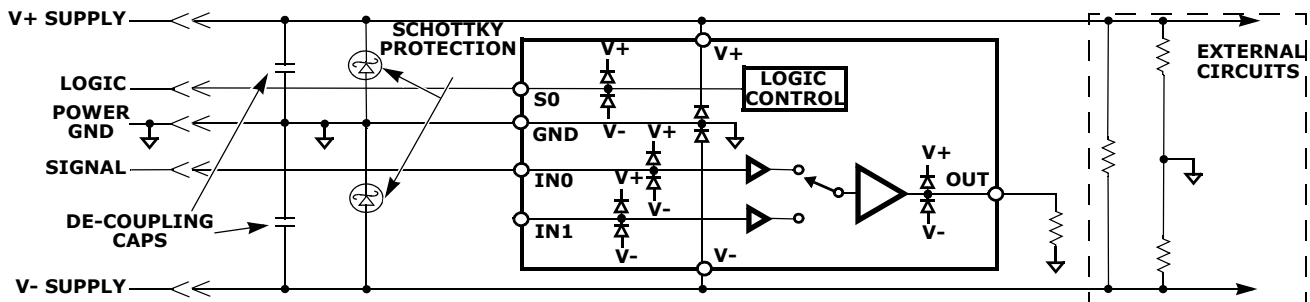 V+ SUPPLY
SCHOTTKY
PROTECTION
V+
V+
EXTERNAL
CIRCUITS
LOGIC
S0
LOGIC
CONTROL
POWER
GND
V-
GND
V+
SIGNAL
IN0
V+
V+
OUT
V-
DE-COUPLING
CAPS
IN1
V-
V-
V-
V- SUPPLY